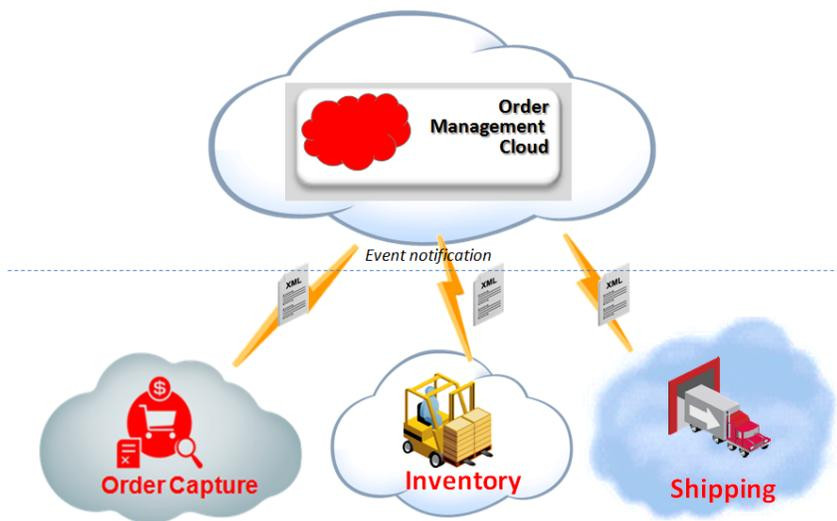 Order
Management
Cloud
Event notification
XML
XML
XML
$
Order Capture
Inventory
Shipping